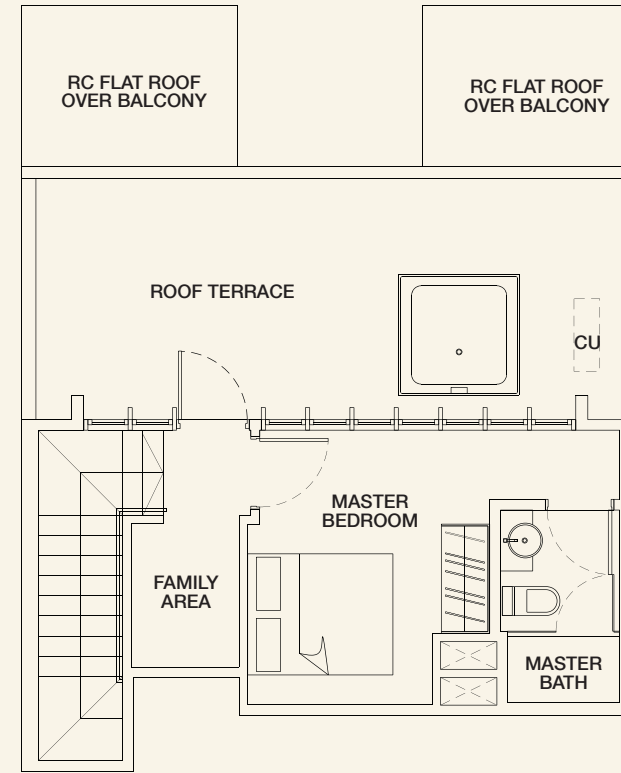 RC FLAT ROOF
OVER BALCONY
RC FLAT ROOF
OVER BALCONY
ROOF TERRACE
CU
MASTER
BEDROOM
FAMILY
AREA
MASTER
BATH